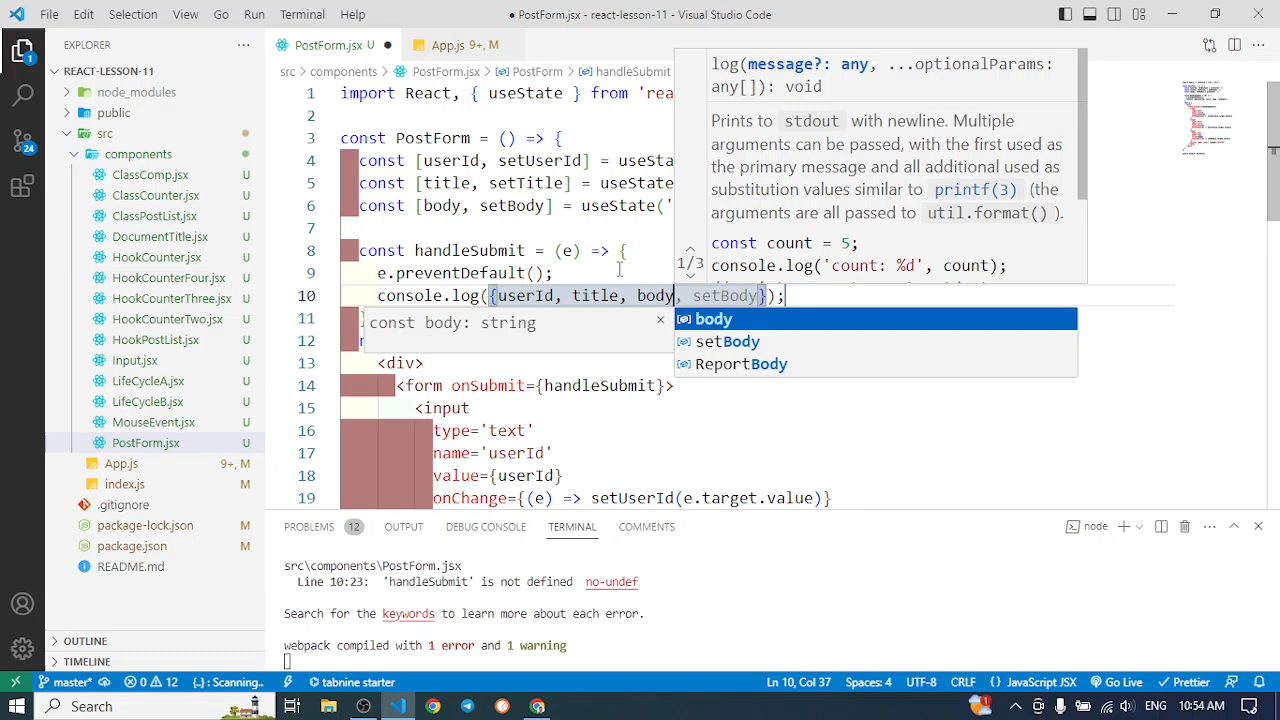 File Edit Selection View Go Run Terminal Help
● PostForm.jsx - react-lesson-11 - Visual Studio Code
EXPLORER
REACT-LESSON-11
node_modules
public
src
components
ClassComp.jsx U
ClassCounter.jsx U
ClassPostList.jsx U
DocumentTitle.jsx U
HookCounter.jsx U
HookCounterFour.jsx U
HookCounterThree.jsx U
HookCounterTwo.jsx U
HookPostList.jsx U
Input.jsx U
LifeCycleA.jsx U
LifeCycleB.jsx U
MouseEvent.jsx U
PostForm.jsx U
App.js 9+, M
index.js M
.gitignore
package-lock.json M
package.json M
README.md
OUTLINE
TIMELINE
1
24
PostForm.jsx U ●
App.js 9+, M
src > components > PostForm.jsx > PostForm > handleSubmit
1 import React, { useState } from 'rea
2
3 const PostForm = () => {
4 const [userId, setUserId] = useSta
5 const [title, setTitle] = useState
6 const [body, setBody] = useState('
7
8 const handleSubmit = (e) => {
9 e.preventDefault();
10 console.log({userId, title, body, setBody});
11
12
13 <div>
14 <form onSubmit={handleSubmit}>
15 <input
16 type='text'
17 name='userId'
18 value={userId}
19 onChange={(e) => setUserId(e.target.value)}
log(message?: any, ...optionalParams:
any[]): void
Prints to stdout with newline. Multiple
arguments can be passed, with the first used as
the primary message and all additional used as
substitution values similar to printf(3) (the
arguments are all passed to util.format()).
const count = 5;
console.log('count: %d', count);
1/3
const body: string ×
body
setBody
ReportBody
PROBLEMS 12 OUTPUT DEBUG CONSOLE TERMINAL COMMENTS
node
src\components\PostForm.jsx
Line 10:23: 'handleSubmit' is not defined no-undef
Search for the keywords to learn more about each error.
webpack compiled with 1 error and 1 warning
master* 0 12 {..} : Scanning.. tabnine starter
Ln 10, Col 37 Spaces: 4 UTF-8 CRLF {} JavaScript JSX Go Live Prettier
Search
1
ENG 10:54 AM